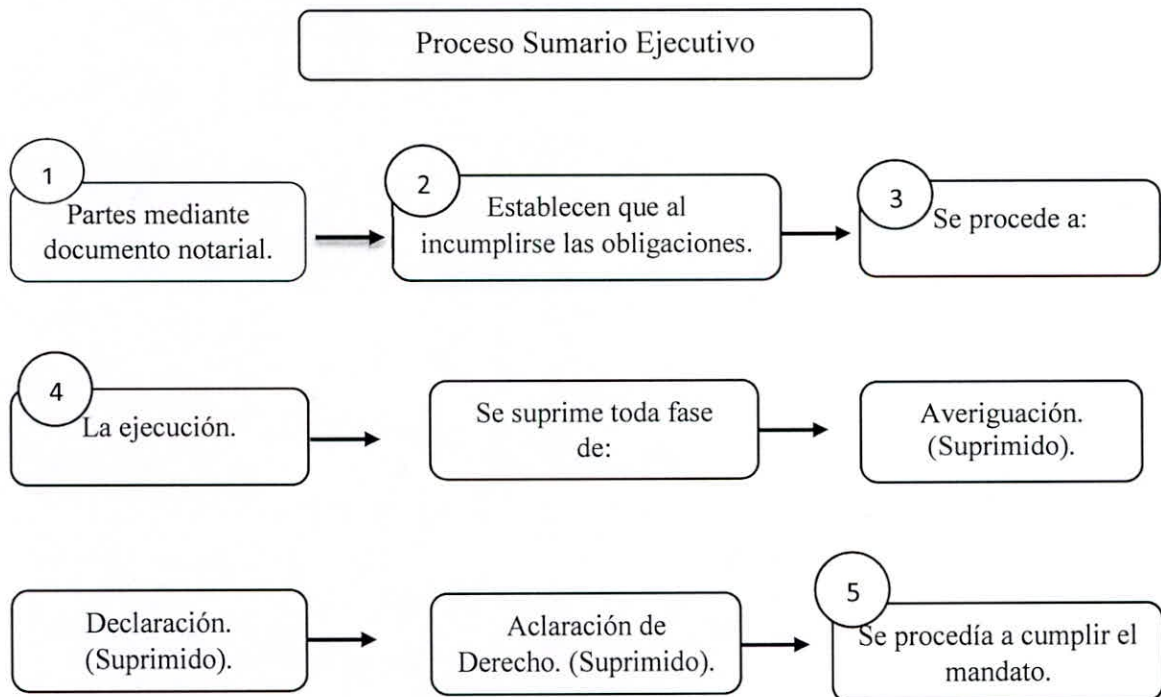 Proceso Sumario Ejecutivo
1
Partes mediante
documento notarial.
2
Establecen que al
incumplirse las obligaciones.
3
Se procede a:
4
La ejecución.
Se suprime toda fase
de:
Averiguación.
(Suprimido).
Declaración.
(Suprimido).
Aclaración de
Derecho. (Suprimido).
5
Se procedía a cumplir el
mandato.